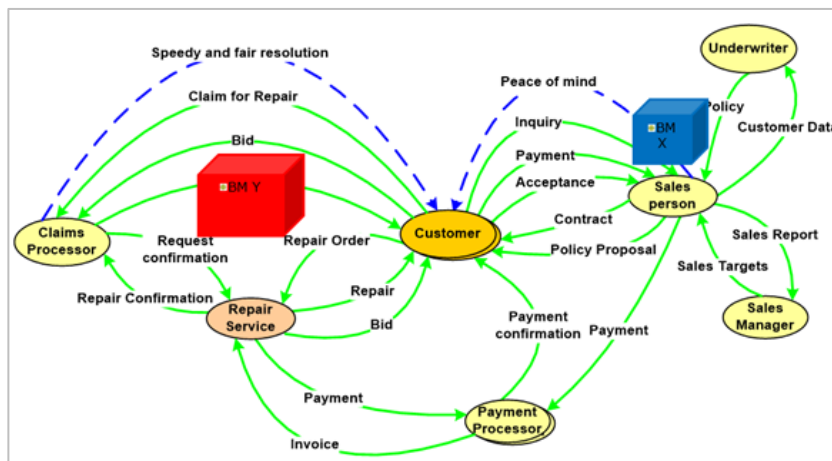 Speedy and fair resolution
Underwriter
Peace of mind
Claim for Repair
Inquiry
Policy
Customer Data
Bid
BM
X
Payment
BM Y
Acceptance
Sales
person
Claims
Processor
Customer
Contract
Request
confirmation
Repair Order
Policy Proposal
Sales Report
Sales Targets
Repair Confirmation
Repair
Repair
Service
Bid
Payment
confirmation
Payment
Sales
Manager
Payment
Payment
Processor
Invoice